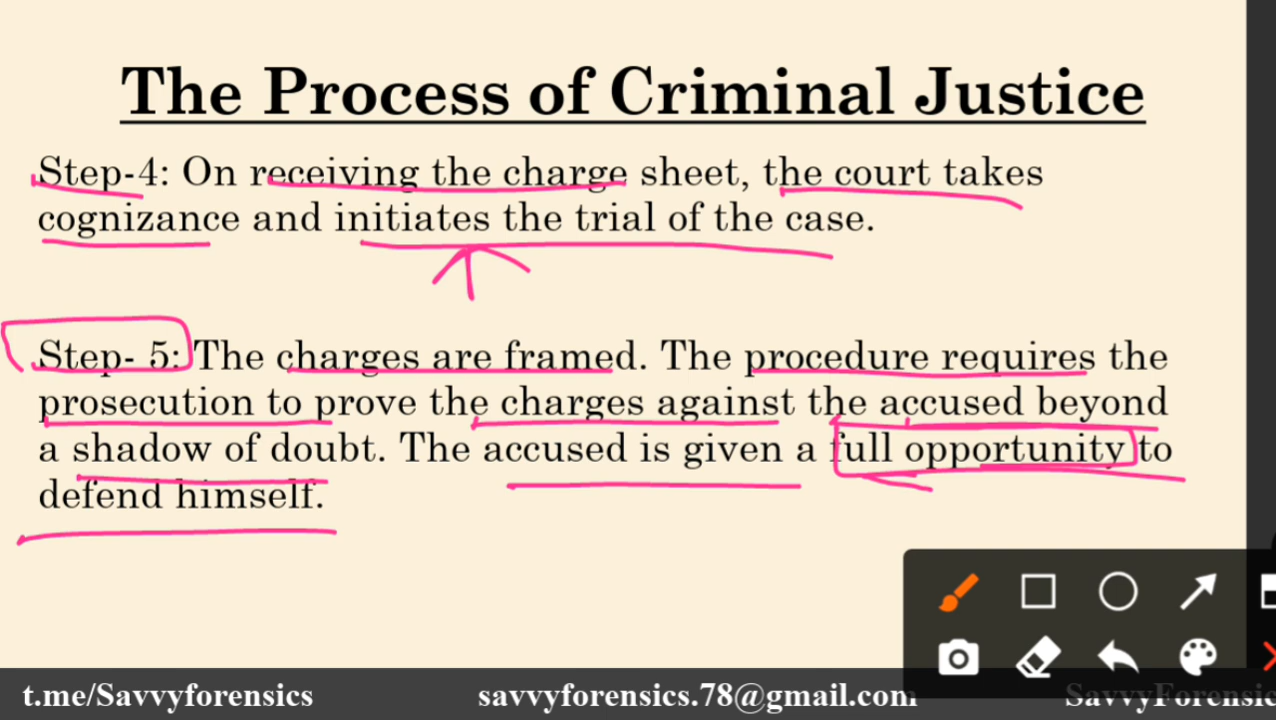 The Process of Criminal Justice
Step-4: On receiving the charge sheet, the court takes
cognizance and initiates the trial of the case.
Step- 5: The charges are framed. The procedure requires the
prosecution to prove the charges against the accused beyond
a shadow of doubt. The accused is given a full opportunity to
defend himself.
t.me/Savvyforensics
savvyforensics.78@gmail.com
SavvyForensic